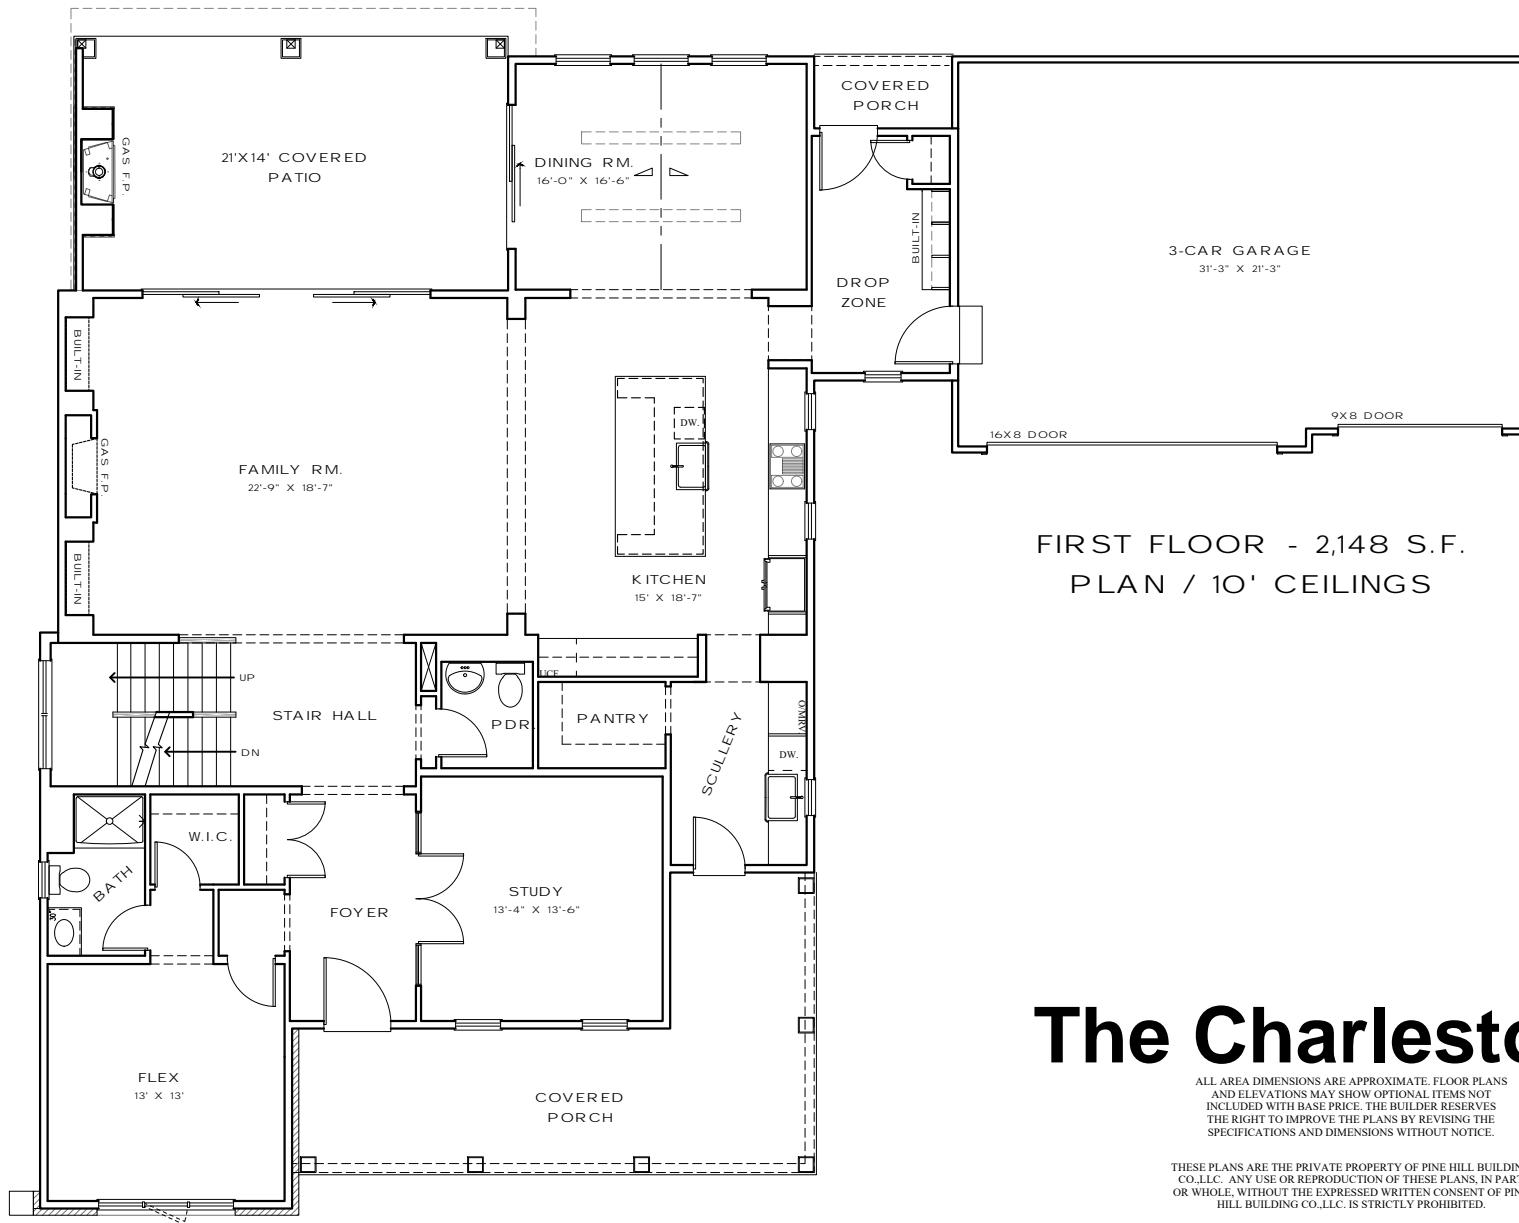 COVERED
PORCH
GAS F.P.
21'X14' COVERED
PATIO
DINING RM.
16'-0" X 16'-6"
BUILT-IN
3-CAR GARAGE
31'-3" X 21'-3"
DROP
ZONE
BUILT-IN
9X8 DOOR
16X8 DOOR
DW.
GAS F.P.
FAMILY RM.
22'-9" X 18'-7"
FIRST FLOOR - 2,148 S.F.
PLAN / 10' CEILINGS
BUILT-IN
KITCHEN
15' X 18'-7"
UP
STAIR HALL
DN
PDR.
PANTRY
SCULLERY
O/MRV
DW.
W.I.C.
BATH
30"
FOYER
STUDY
13'-4" X 13'-6"
FLEX
13' X 13'
COVERED
PORCH
The Charlesto
ALL AREA DIMENSIONS ARE APPROXIMATE. FLOOR PLANS
AND ELEVATIONS MAY SHOW OPTIONAL ITEMS NOT
INCLUDED WITH BASE PRICE. THE BUILDER RESERVES
THE RIGHT TO IMPROVE THE PLANS BY REVISING THE
SPECIFICATIONS AND DIMENSIONS WITHOUT NOTICE.
THESE PLANS ARE THE PRIVATE PROPERTY OF PINE HILL BUILDIN
CO.,LLC. ANY USE OR REPRODUCTION OF THESE PLANS, IN PART
OR WHOLE, WITHOUT THE EXPRESSED WRITTEN CONSENT OF PIN
HILL BUILDING CO.,LLC. IS STRICTLY PROHIBITED.